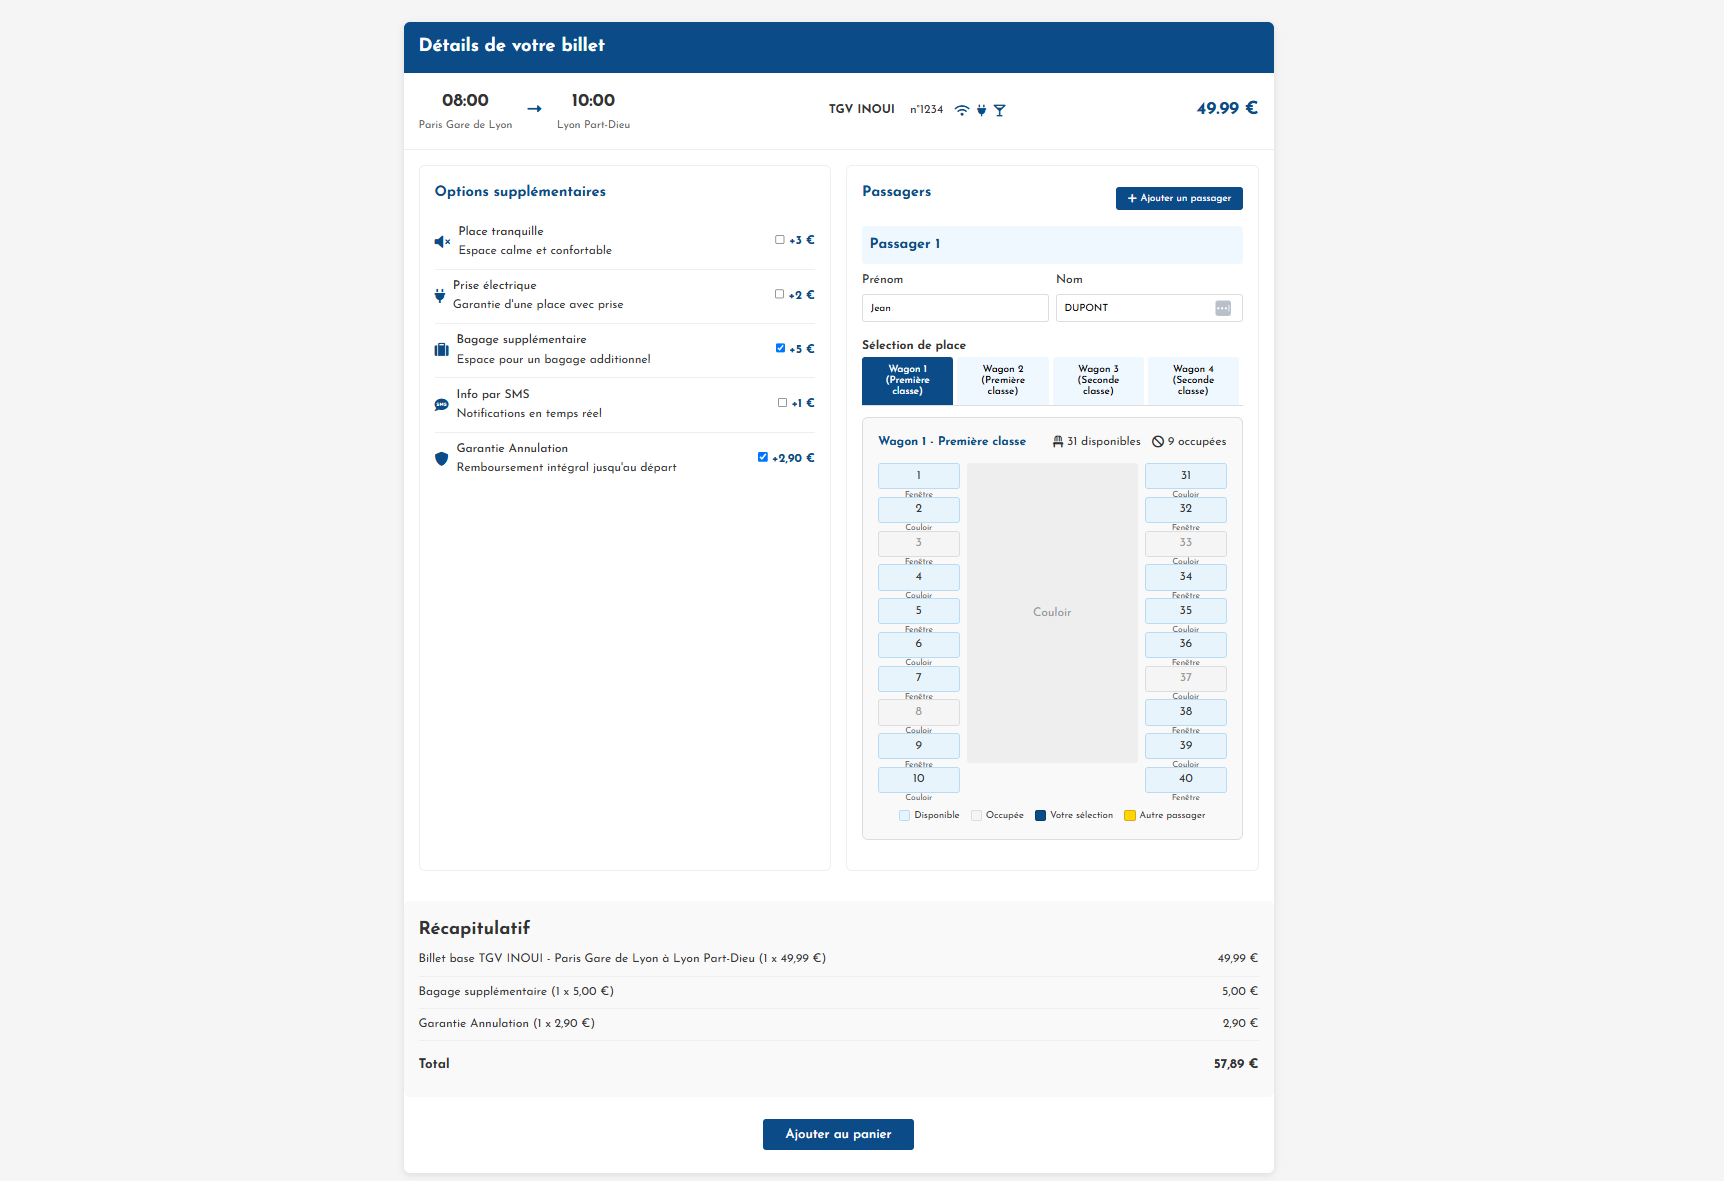 Détails de votre billet
08:00
Paris Gare de Lyon
10:00
Lyon Part-Dieu
TGV INOUI n°1234
49.99 €
Options supplémentaires
Place tranquille
Espace calme et confortable
+3 €
Prise électrique
Garantie d'une place avec prise
+2 €
Bagage supplémentaire
Espace pour un bagage additionnel
+5 €
Info par SMS
Notifications en temps réel
+1 €
Garantie Annulation
Remboursement intégral jusqu'au départ
+2,90 €
Passagers
+ Ajouter un passager
Passager 1
Prénom
Nom
Jean
DUPONT
Sélection de place
Wagon 1
(Première
classe)
Wagon 2
(Première
classe)
Wagon 3
(Seconde
classe)
Wagon 4
(Seconde
classe)
Wagon 1 - Première classe
31 disponibles
9 occupées
1
Fenêtre
2
Couloir
3
Fenêtre
4
Couloir
5
Fenêtre
6
Couloir
7
Fenêtre
8
Couloir
9
Fenêtre
10
Couloir
Couloir
31
Couloir
32
Fenêtre
33
Couloir
34
Fenêtre
35
Couloir
36
Fenêtre
37
Couloir
38
Fenêtre
39
Couloir
40
Fenêtre
Disponible
Occupée
Votre sélection
Autre passager
Récapitulatif
Billet base TGV INOUI - Paris Gare de Lyon à Lyon Part-Dieu (1 x 49,99 €) 49,99 €
Bagage supplémentaire (1 x 5,00 €) 5,00 €
Garantie Annulation (1 x 2,90 €) 2,90 €
Total 57,89 €
Ajouter au panier